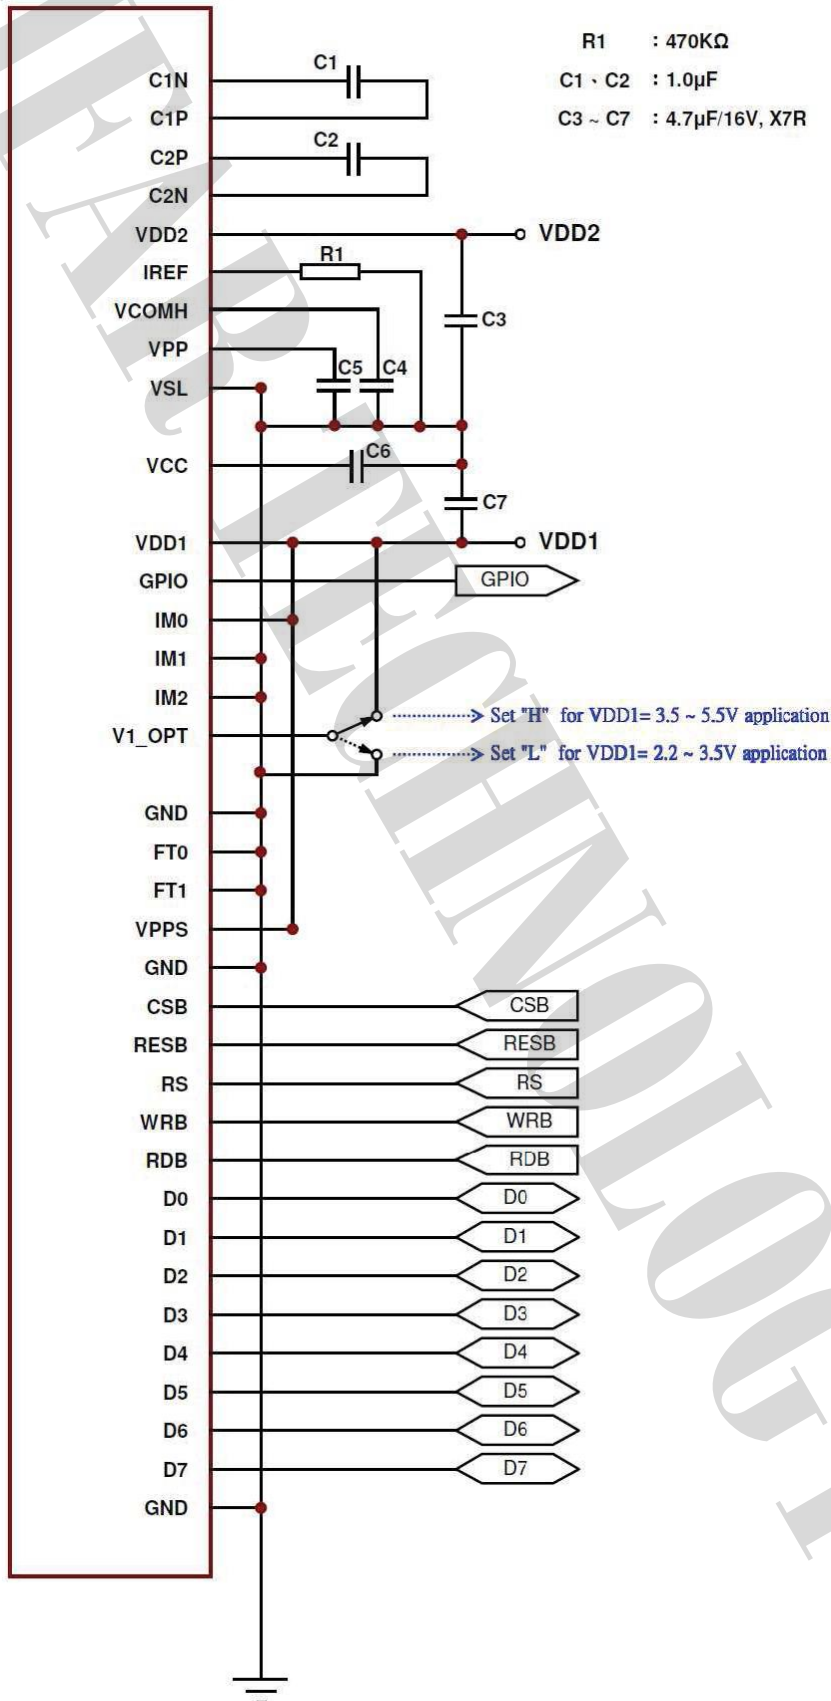 R1 : 470KΩ
C1、C2 : 1.0µF
C3 ~ C7 : 4.7µF/16V, X7R
C1N
C1
C1P
C2P
C2
C2N
VDD2
VDD2
IREF
R1
VCOMH
C3
VPP
C5
C4
VSL
VCC
C6
C7
VDD1
VDD1
GPIO
GPIO
IM0
IM1
IM2
Set "H" for VDD1= 3.5 ~ 5.5V application
V1_OPT
Set "L" for VDD1= 2.2 ~ 3.5V application
GND
FT0
FT1
VPPS
GND
CSB
CSB
RESB
RESB
RS
RS
WRB
WRB
RDB
RDB
D0
D0
D1
D1
D2
D2
D3
D3
D4
D4
D5
D5
D6
D6
D7
D7
GND
TECHNOLOGY